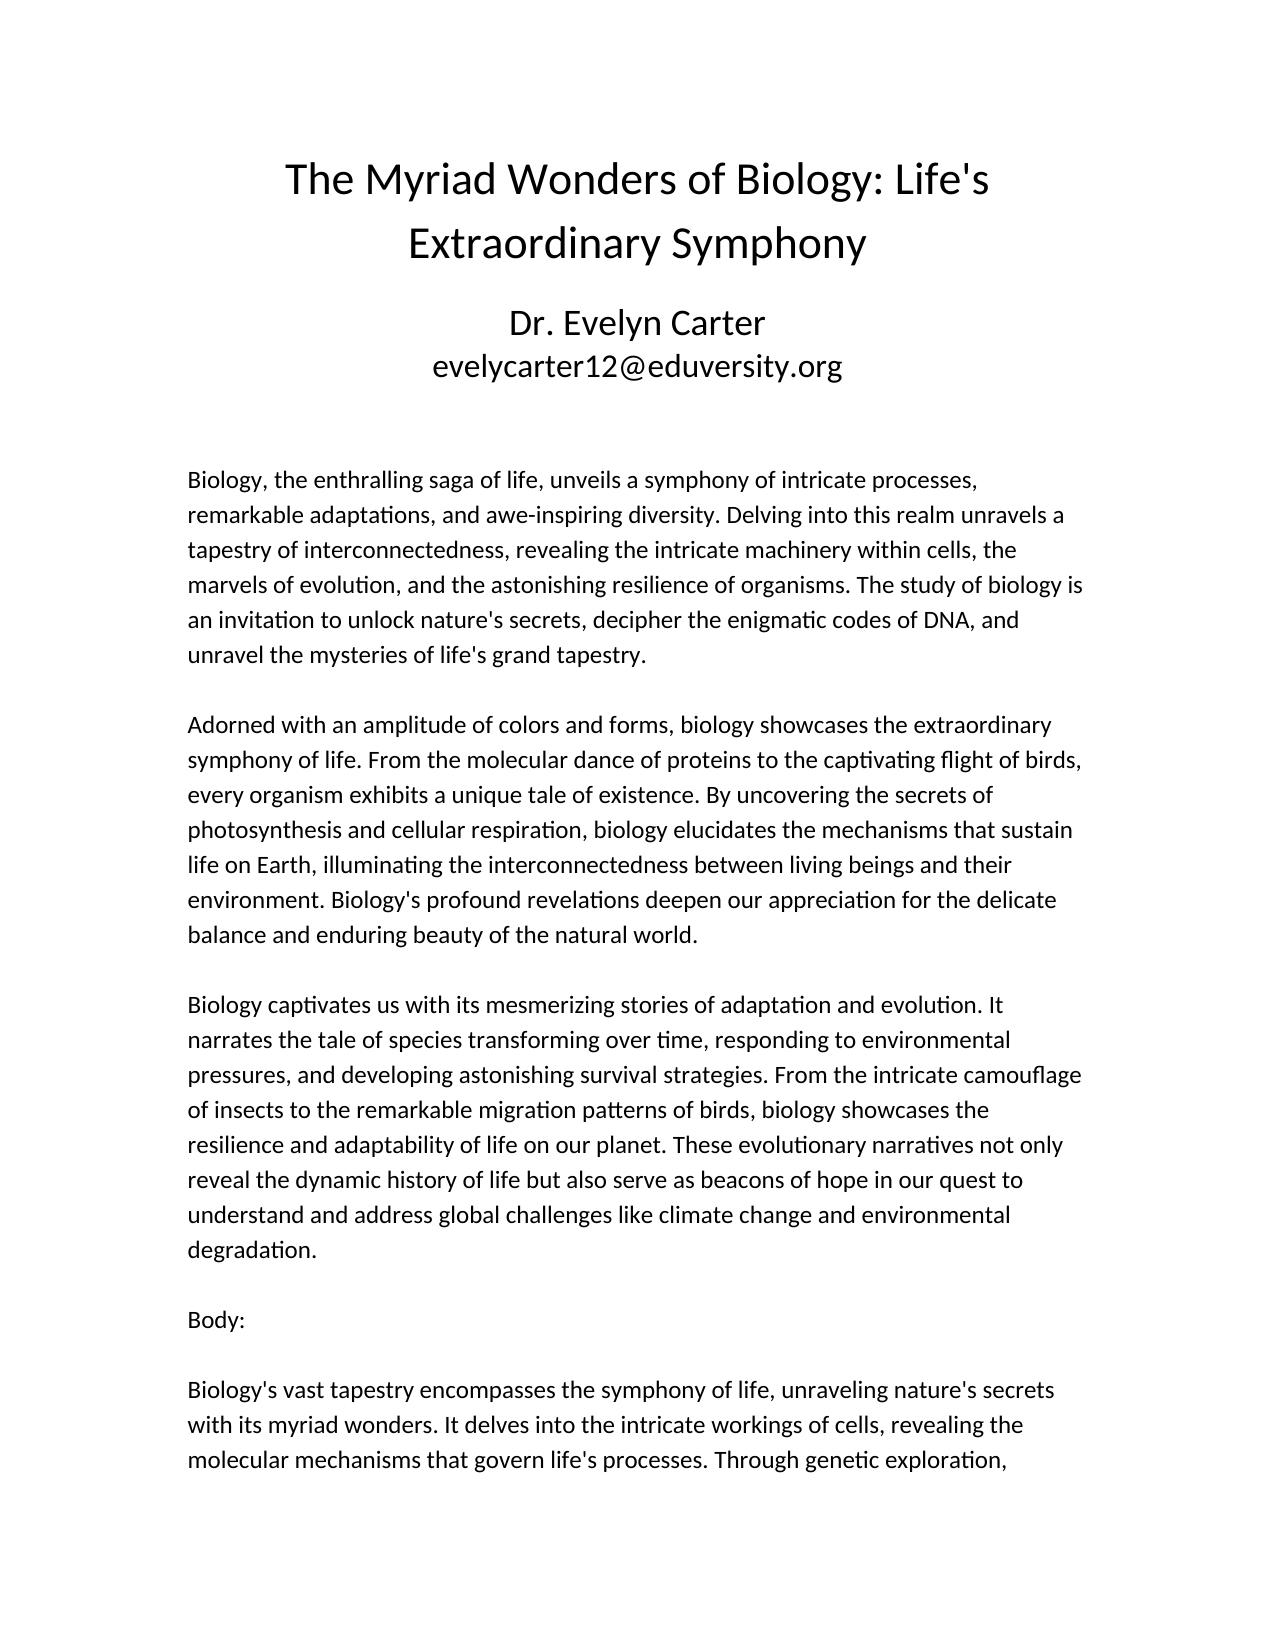 The Myriad Wonders of Biology: Life's
Extraordinary Symphony
Dr. Evelyn Carter
evelycarter12@eduversity.org
Biology, the enthralling saga of life, unveils a symphony of intricate processes,
remarkable adaptations, and awe-inspiring diversity. Delving into this realm unravels a
tapestry of interconnectedness, revealing the intricate machinery within cells, the
marvels of evolution, and the astonishing resilience of organisms. The study of biology is
an invitation to unlock nature's secrets, decipher the enigmatic codes of DNA, and
unravel the mysteries of life's grand tapestry.
Adorned with an amplitude of colors and forms, biology showcases the extraordinary
symphony of life. From the molecular dance of proteins to the captivating flight of birds,
every organism exhibits a unique tale of existence. By uncovering the secrets of
photosynthesis and cellular respiration, biology elucidates the mechanisms that sustain
life on Earth, illuminating the interconnectedness between living beings and their
environment. Biology's profound revelations deepen our appreciation for the delicate
balance and enduring beauty of the natural world.
Biology captivates us with its mesmerizing stories of adaptation and evolution. It
narrates the tale of species transforming over time, responding to environmental
pressures, and developing astonishing survival strategies. From the intricate camouflage
of insects to the remarkable migration patterns of birds, biology showcases the
resilience and adaptability of life on our planet. These evolutionary narratives not only
reveal the dynamic history of life but also serve as beacons of hope in our quest to
understand and address global challenges like climate change and environmental
degradation.
Body:
Biology's vast tapestry encompasses the symphony of life, unraveling nature's secrets
with its myriad wonders. It delves into the intricate workings of cells, revealing the
molecular mechanisms that govern life's processes. Through genetic exploration,